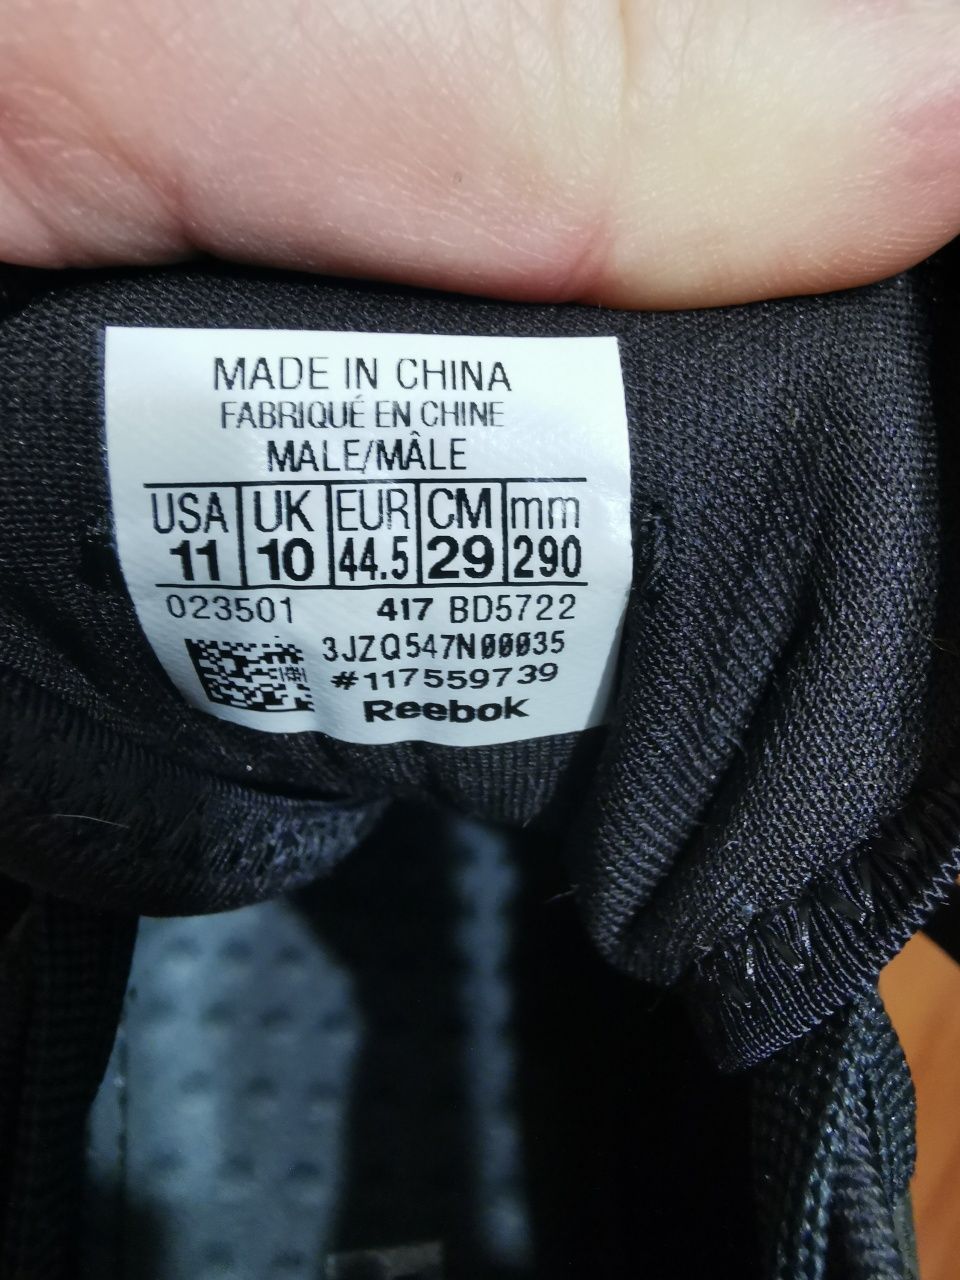 MADE IN CHINA
FABRIQUÉ EN CHINE
MALE/MÂLE
USA UK EUR CM mm
11 10 44.5 29 290
023501 417 BD5722
3JZQ547N00035
#117559739
Reebok